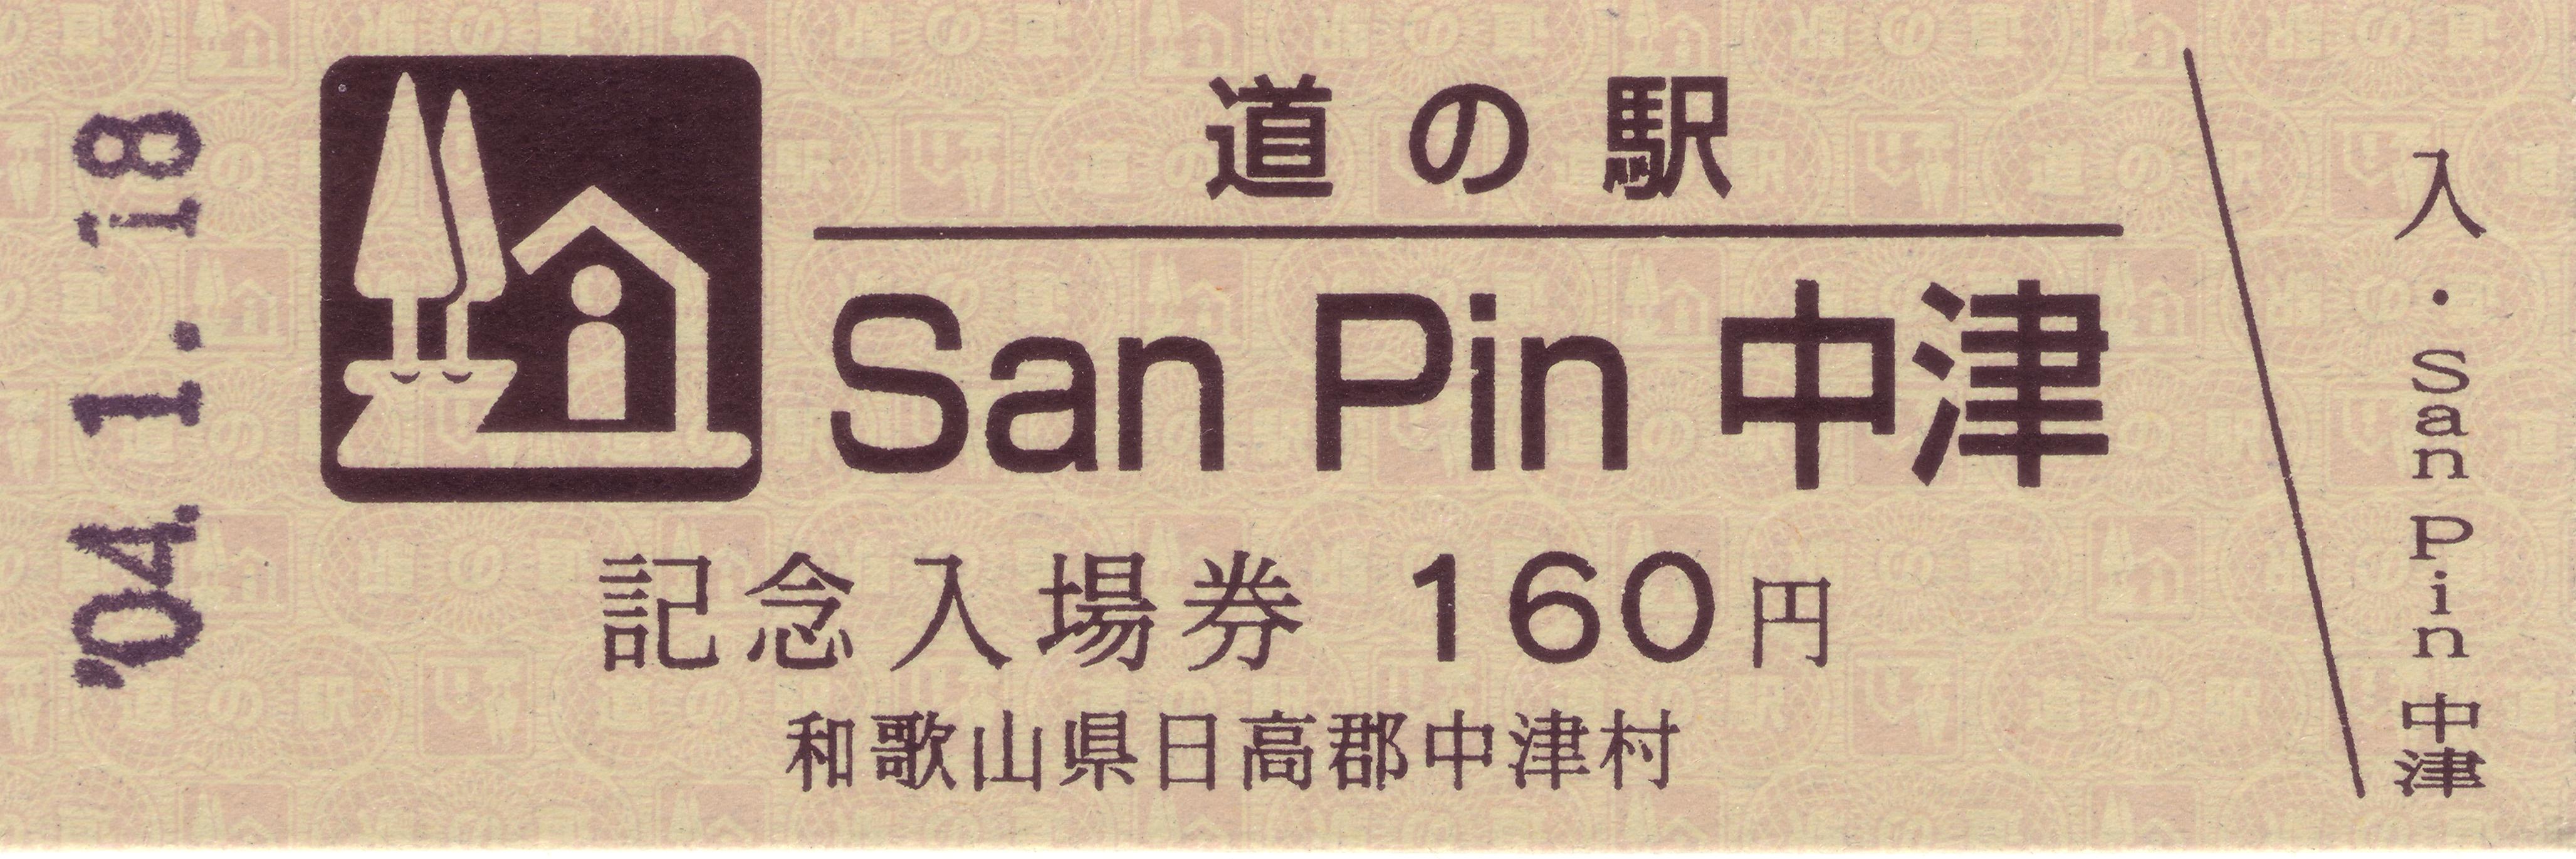 '04. 1. 18
道の駅
San Pin 中津
記念入場券 160円
和歌山県日高郡中津村
入・San Pin 中津